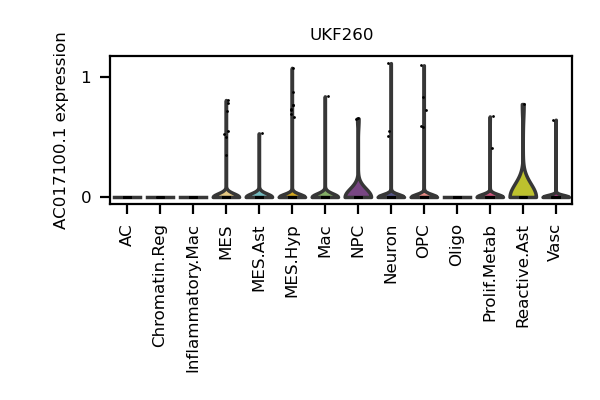 UKF260
AC017100.1 expression
1
0
AC
Chromatin.Reg
Inflammatory.Mac
MES
MES.Ast
MES.Hyp
Mac
NPC
Neuron
OPC
Oligo
Prolif.Metab
Reactive.Ast
Vasc